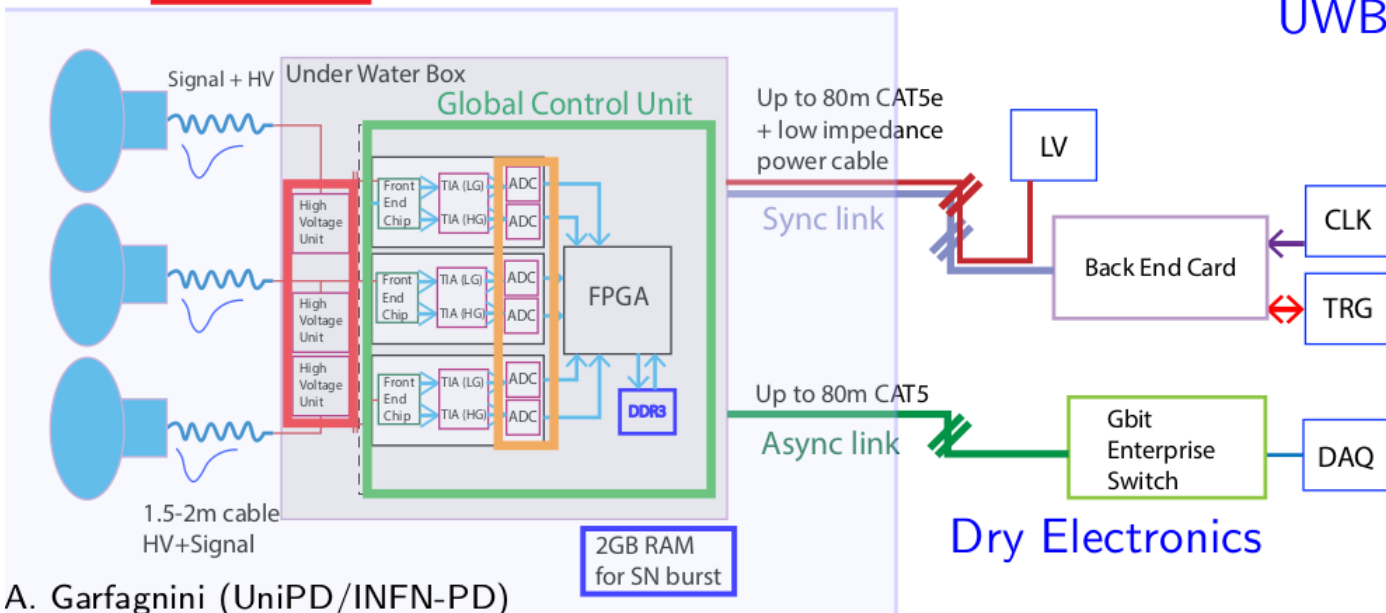 UWB
Signal + HV
Under Water Box
Global Control Unit
High
Voltage
Unit
High
Voltage
Unit
High
Voltage
Unit
Front
End
Chip
TIA (LG)
TIA (HG)
ADC
ADC
Front
End
Chip
TIA (LG)
TIA (HG)
ADC
ADC
Front
End
Chip
TIA (LG)
TIA (HG)
ADC
ADC
FPGA
DDR3
Up to 80m CAT5e
+ low impedance
power cable
Sync link
LV
Back End Card
CLK
TRG
Up to 80m CAT5
Async link
Gbit
Enterprise
Switch
DAQ
1.5-2m cable
HV+Signal
2GB RAM
for SN burst
Dry Electronics
A. Garfagnini (UniPD/INFN-PD)